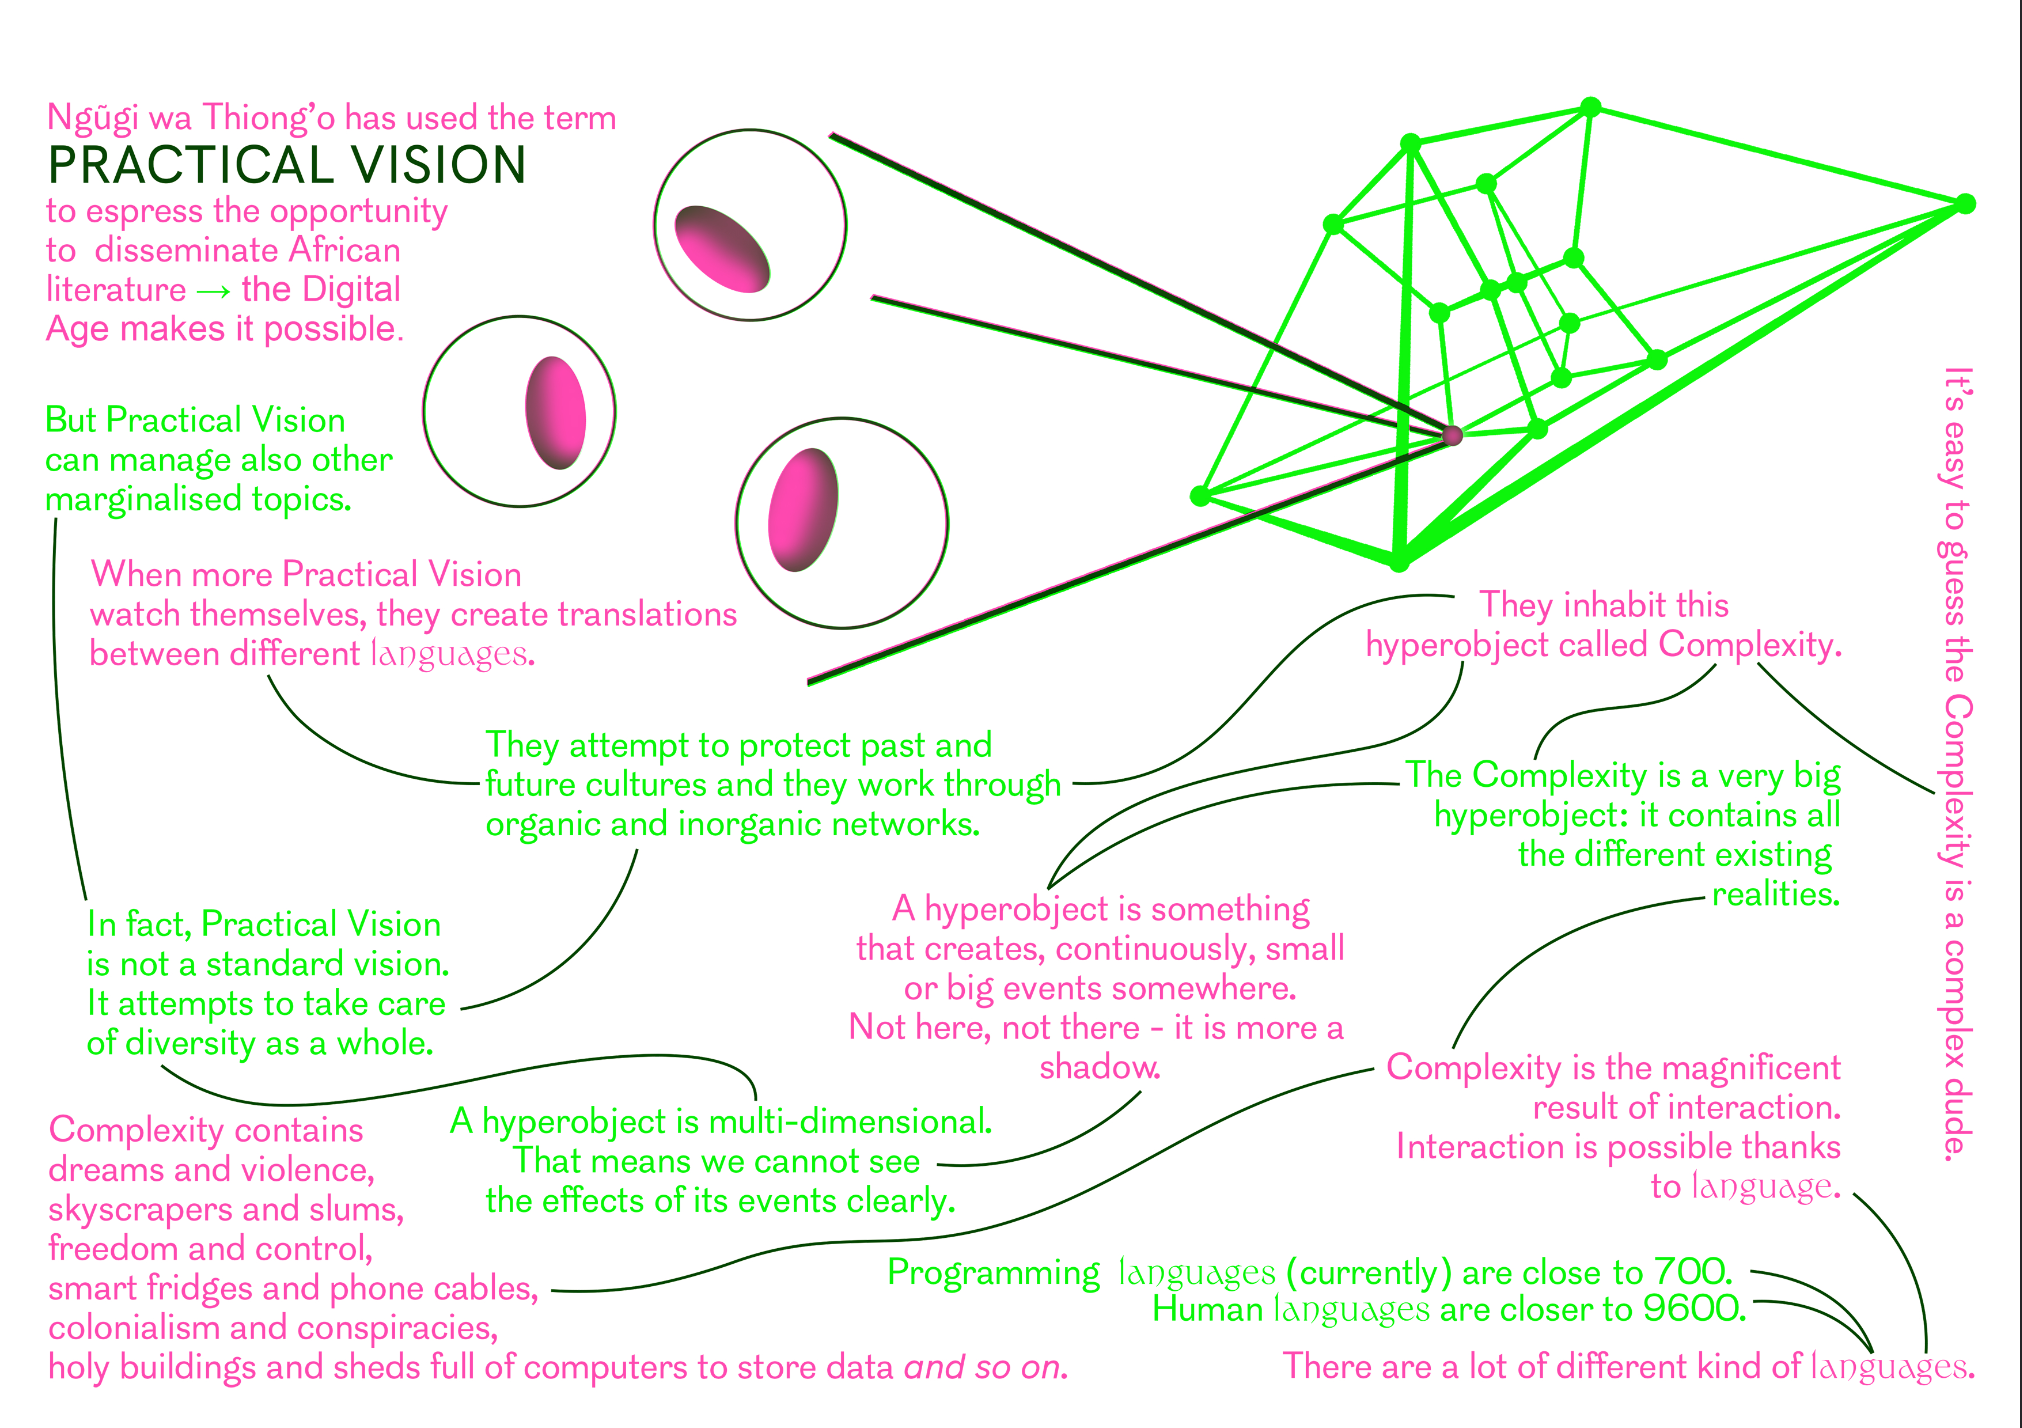 Ngũgi wa Thiong’o has used the term
PRACTICAL VISION
to espress the opportunity
to disseminate African
literature → the Digital
Age makes it possible.
But Practical Vision
can manage also other
marginalised topics.
When more Practical Vision
watch themselves, they create translations
between different languages.
They attempt to protect past and
future cultures and they work through
organic and inorganic networks.
In fact, Practical Vision
is not a standard vision.
It attempts to take care
of diversity as a whole.
They inhabit this
hyperobject called Complexity.
The Complexity is a very big
hyperobject: it contains all
the different existing
realities.
It’s easy to guess the Complexity is a complex dude.
A hyperobject is something
that creates, continuously, small
or big events somewhere.
Not here, not there - it is more a
shadow.
A hyperobject is multi-dimensional.
That means we cannot see
the effects of its events clearly.
Complexity is the magnificent
result of interaction.
Interaction is possible thanks
to language.
Complexity contains
dreams and violence,
skyscrapers and slums,
freedom and control,
smart fridges and phone cables,
colonialism and conspiracies,
holy buildings and sheds full of computers to store data and so on.
Programming languages (currently) are close to 700.
Human languages are closer to 9600.
There are a lot of different kind of languages.